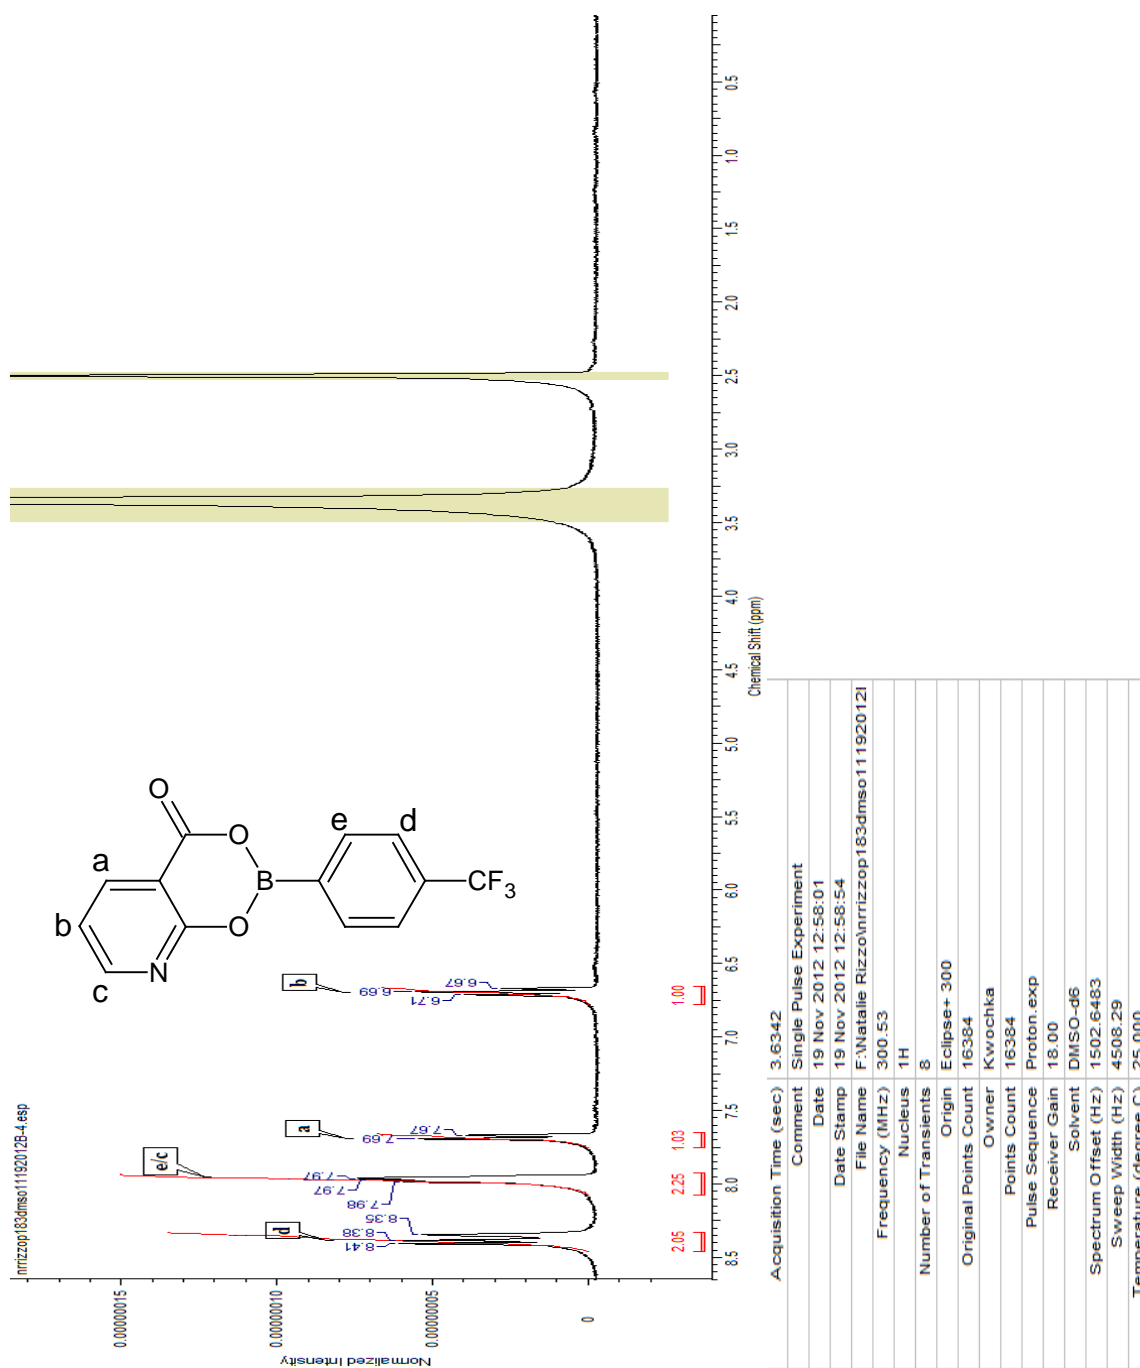 nrrizzop183dmso11192012B-4.esp
0.00000015
0.00000010
0.00000005
0
Normalized Intensity
8.41
8.38
8.35
d
7.98
7.97
7.97
e/c
7.69
7.67
a
6.71
6.69
6.67
b
a
b
c
N
O
O
O
B
e
d
CF3
2.05
2.25
1.03
1.00
8.5
8.0
7.5
7.0
6.5
6.0
5.5
5.0
4.5
4.0
3.5
3.0
2.5
2.0
1.5
1.0
0.5
Chemical Shift (ppm)
Acquisition Time (sec) 3.6342
Comment Single Pulse Experiment
Date 19 Nov 2012 12:58:01
Date Stamp 19 Nov 2012 12:58:54
File Name F:\Natalie Rizzo\nrrizzop183dmso11192012
Frequency (MHz) 300.53
Nucleus 1H
Number of Transients 8
Origin Eclipse+ 300
Original Points Count 16384
Owner Kwochka
Points Count 16384
Pulse Sequence Proton.exp
Receiver Gain 18.00
Solvent DMSO-d6
Spectrum Offset (Hz) 1502.6483
Sweep Width (Hz) 4508.29
Temperature (degree C) 25.000